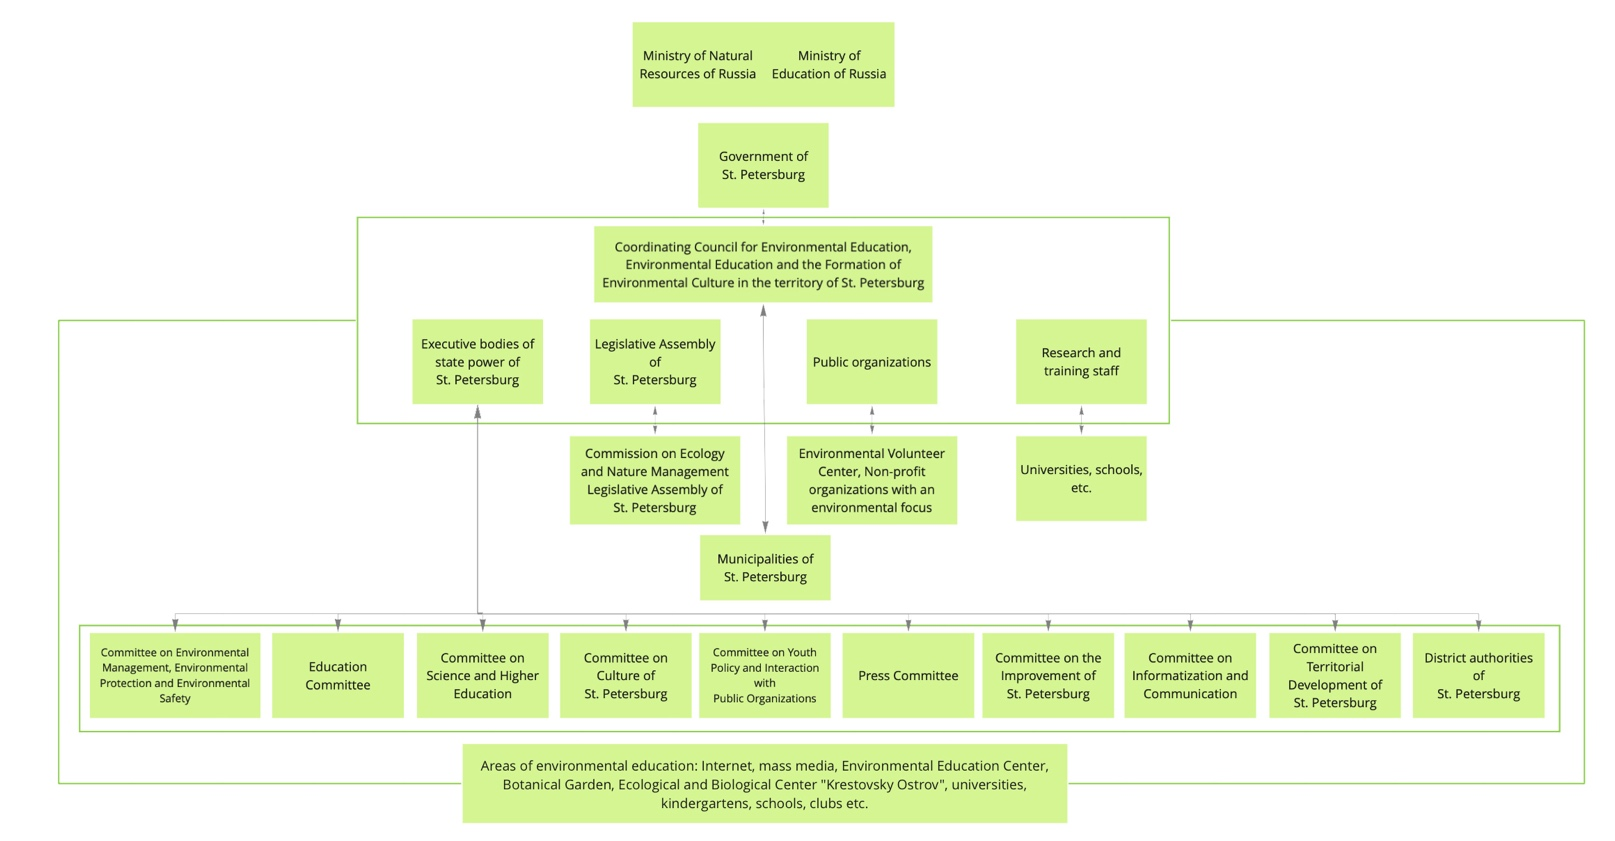 Ministry of Natural
Resources of Russia
Ministry of
Education of Russia
Government of
St. Petersburg
Coordinating Council for Environmental Education,
Environmental Education and the Formation of
Environmental Culture in the territory of St. Petersburg
Executive bodies of
state power of
St. Petersburg
Legislative Assembly
of
St. Petersburg
Public organizations
Research and
training staff
Commission on Ecology
and Nature Management
Legislative Assembly of
St. Petersburg
Environmental Volunteer
Center, Non-profit
organizations with an
environmental focus
Universities, schools,
etc.
Municipalities of
St. Petersburg
Committee on Environmental
Management, Environmental
Protection and Environmental
Safety
Education
Committee
Committee on
Science and Higher
Education
Committee on
Culture of
St. Petersburg
Committee on Youth
Policy and Interaction
with
Public Organizations
Press Committee
Committee on the
Improvement of
St. Petersburg
Committee on
Informatization and
Communication
Committee on
Territorial
Development of
St. Petersburg
District authorities
of
St. Petersburg
Areas of environmental education: Internet, mass media, Environmental Education Center,
Botanical Garden, Ecological and Biological Center "Krestovsky Ostrov", universities,
kindergartens, schools, clubs etc.